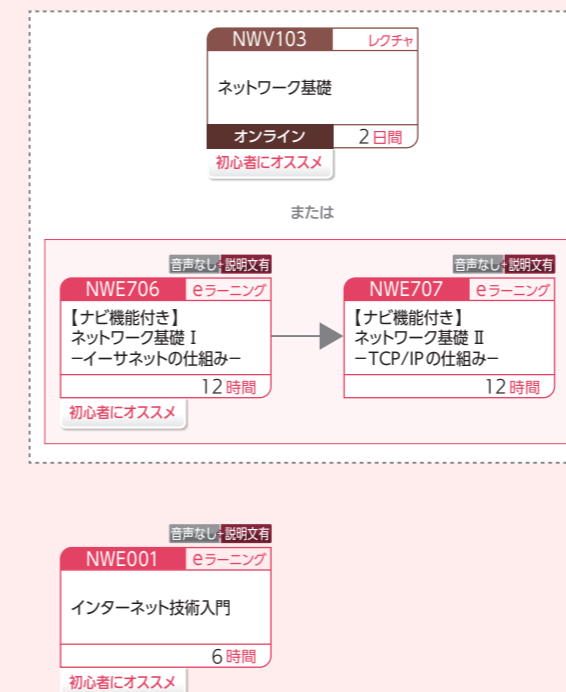 NWV103 レクチャ
ネットワーク基礎
オンライン 2日間
初心者にオススメ
または
音声なし+説明文有
NWE706 eラーニング
【ナビ機能付き】
ネットワーク基礎 Ⅰ
−イーサネットの仕組み−
12時間
初心者にオススメ
音声なし+説明文有
NWE707 eラーニング
【ナビ機能付き】
ネットワーク基礎 Ⅱ
−TCP/IPの仕組み−
12時間
音声なし+説明文有
NWE001 eラーニング
インターネット技術入門
6時間
初心者にオススメ